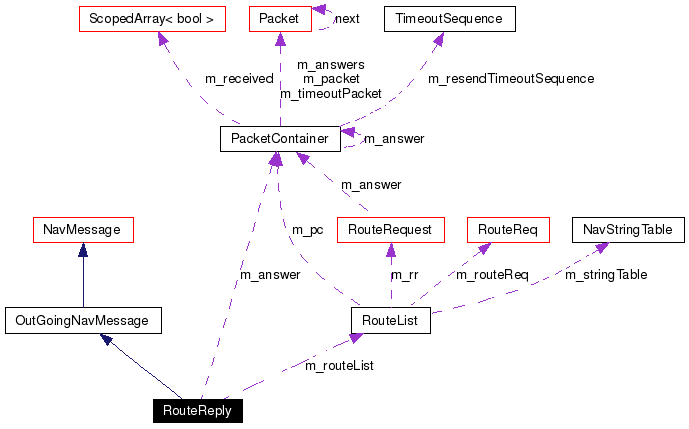 ScopedArray< bool >
Packet
next
TimeoutSequence
m_received
m_answers
m_packet
m_timeoutPacket
m_resendTimeoutSequence
PacketContainer
m_answer
m_answer
NavMessage
m_pc
RouteRequest
RouteReq
NavStringTable
m_answer
m_rr
m_routeReq
m_stringTable
OutGoingNavMessage
RouteList
m_routeList
RouteReply